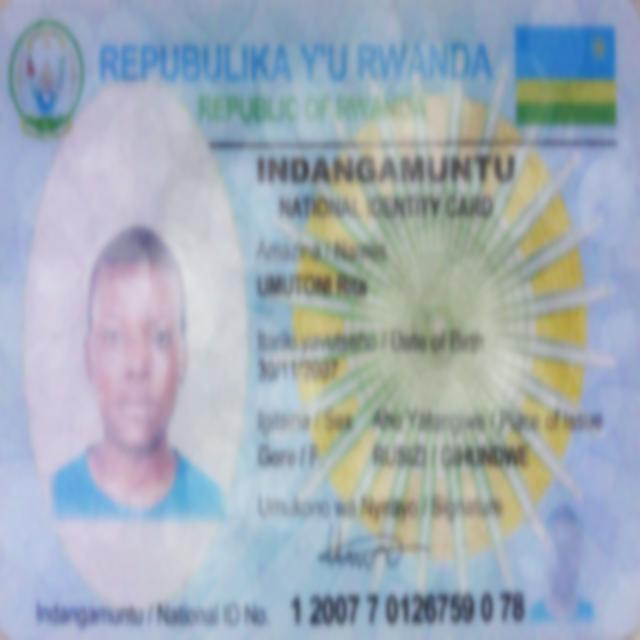 REPUBULIKA Y'U RWANDA
REPUBLIC OF RWANDA
INDANGAMUNTU
NATIONAL IDENTITY CARD
Amazina / Names
UMUTONI Rita
Itariki yavutseho / Date of Birth
30/11/2007
Igitsina / Sex Aho Yatangiwe / Place of Issue
Gore / F RUSIZI / GIHUNDWE
Umukono wa Nyirayo / Signature
Indangamuntu / National ID No. 1 2007 7 0126759 0 78